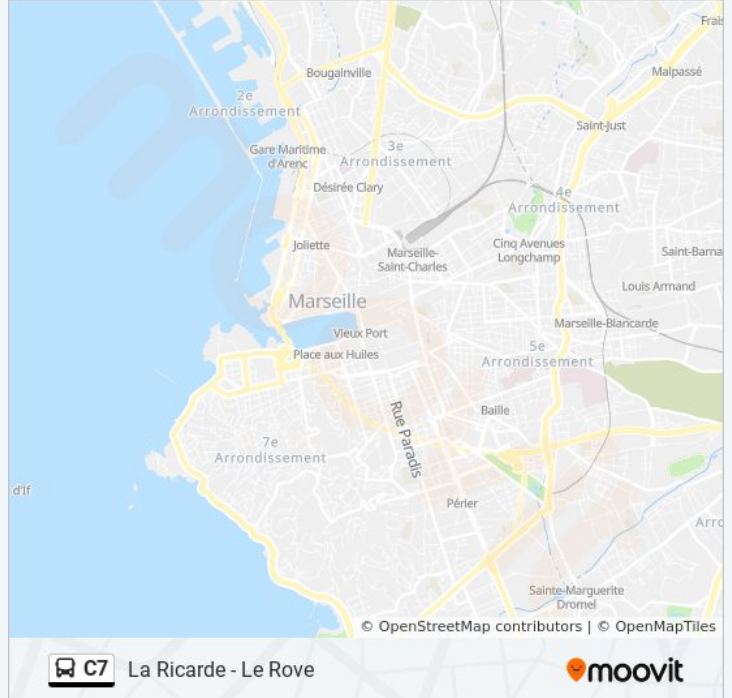 Frais
Bougainville
Malpassé
2e
Arrondissement
Saint-Just
Gare Maritime
d'Arenc
3e
Arrondissement
Désirée Clary
4e
Arrondissement
Joliette
Marseille-
Saint-Charles
Cinq Avenues
Longchamp
Saint-Barna
Louis Armand
Marseille
Marseille-Blancarde
Vieux Port
Place aux Huiles
5e
Arrondissement
Baille
Rue Paradis
7e
Arrondissement
d'If
Périer
Arro
Sainte-Marguerite
Dromel
© OpenStreetMap contributors | © OpenMapTiles
C7 La Ricarde - Le Rove
moovit